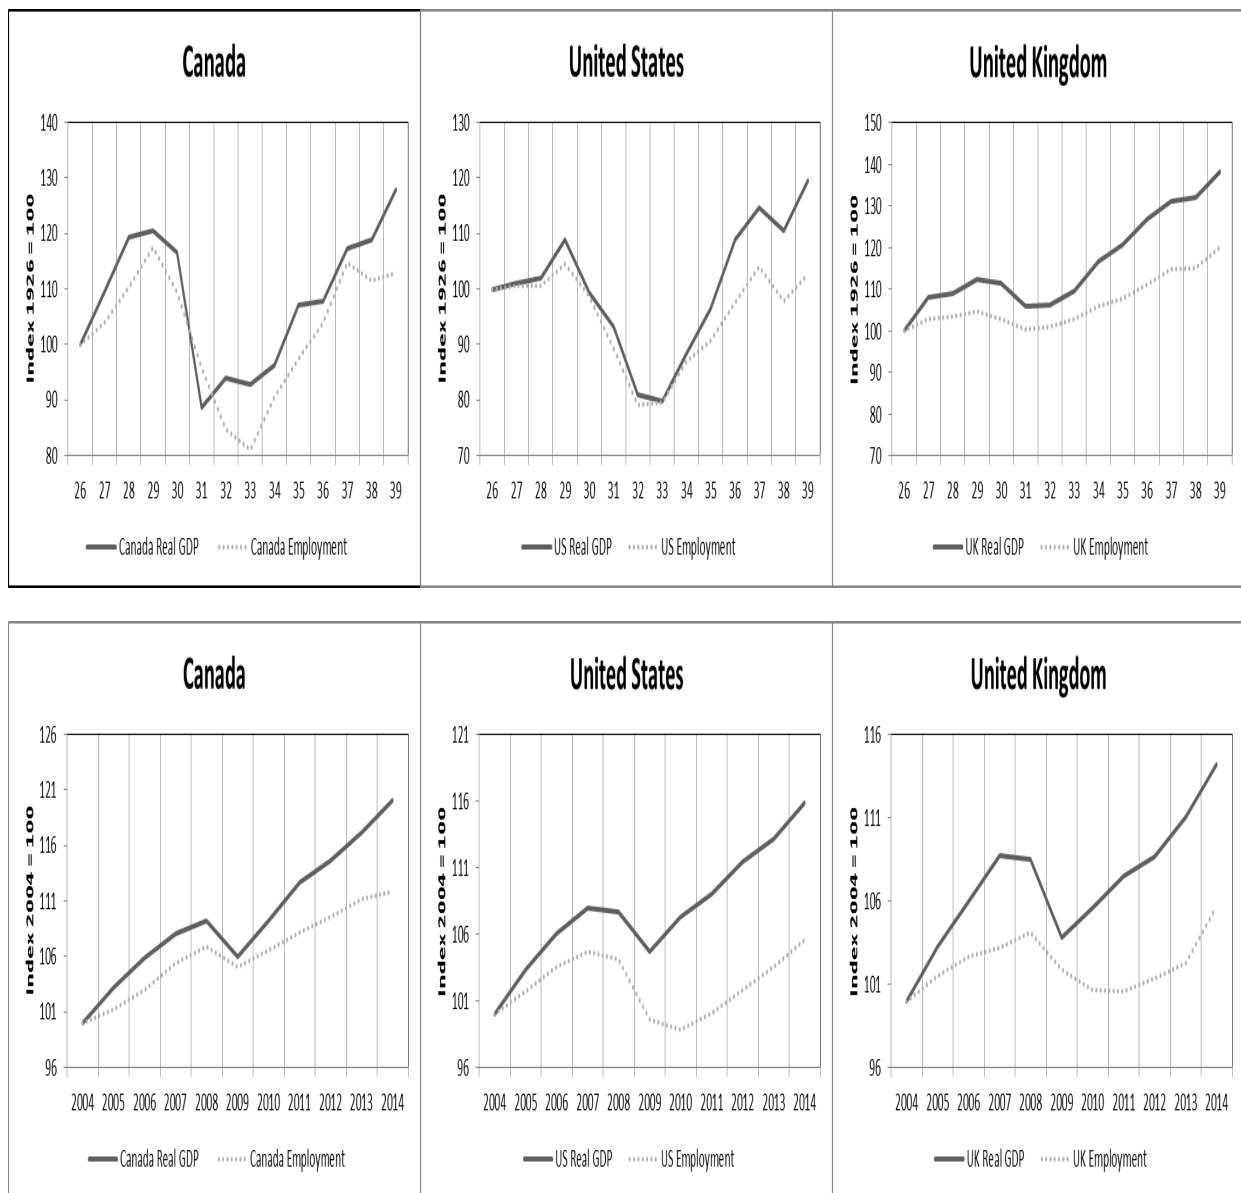 Canada
Index 1926 = 100
140
130
120
110
100
90
80
26 27 28 29 30 31 32 33 34 35 36 37 38 39
Canada Real GDP Canada Employment
United States
Index 1926 = 100
130
120
110
100
90
80
70
26 27 28 29 30 31 32 33 34 35 36 37 38 39
US Real GDP US Employment
United Kingdom
Index 1926 = 100
150
140
130
120
110
100
90
80
70
26 27 28 29 30 31 32 33 34 35 36 37 38 39
UK Real GDP UK Employment
Canada
Index 2004 = 100
126
121
116
111
106
101
96
2004 2005 2006 2007 2008 2009 2010 2011 2012 2013 2014
Canada Real GDP Canada Employment
United States
Index 2004 = 100
121
116
111
106
101
96
2004 2005 2006 2007 2008 2009 2010 2011 2012 2013 2014
US Real GDP US Employment
United Kingdom
Index 2004 = 100
116
111
106
101
96
2004 2005 2006 2007 2008 2009 2010 2011 2012 2013 2014
UK Real GDP UK Employment